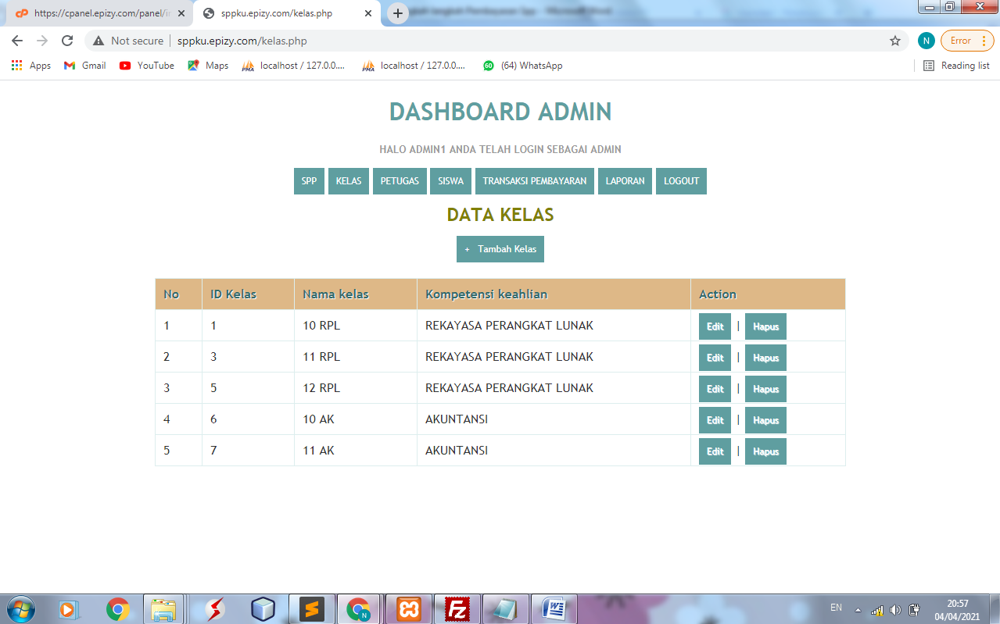 https://cpanel.epizy.com/panel/in
sppku.epizy.com/kelas.php
Not secure
sppku.epizy.com/kelas.php
N
Error
Apps
Gmail
YouTube
Maps
localhost / 127.0.0....
localhost / 127.0.0....
(64) WhatsApp
Reading list
DASHBOARD ADMIN
HALO ADMIN1 ANDA TELAH LOGIN SEBAGAI ADMIN
SPP KELAS PETUGAS SISWA TRANSAKSI PEMBAYARAN LAPORAN LOGOUT
DATA KELAS
+ Tambah Kelas
No ID Kelas Nama kelas Kompetensi keahlian Action
1 1 10 RPL REKAYASA PERANGKAT LUNAK Edit | Hapus
2 3 11 RPL REKAYASA PERANGKAT LUNAK Edit | Hapus
3 5 12 RPL REKAYASA PERANGKAT LUNAK Edit | Hapus
4 6 10 AK AKUNTANSI Edit | Hapus
5 7 11 AK AKUNTANSI Edit | Hapus
EN
20:57
04/04/2021